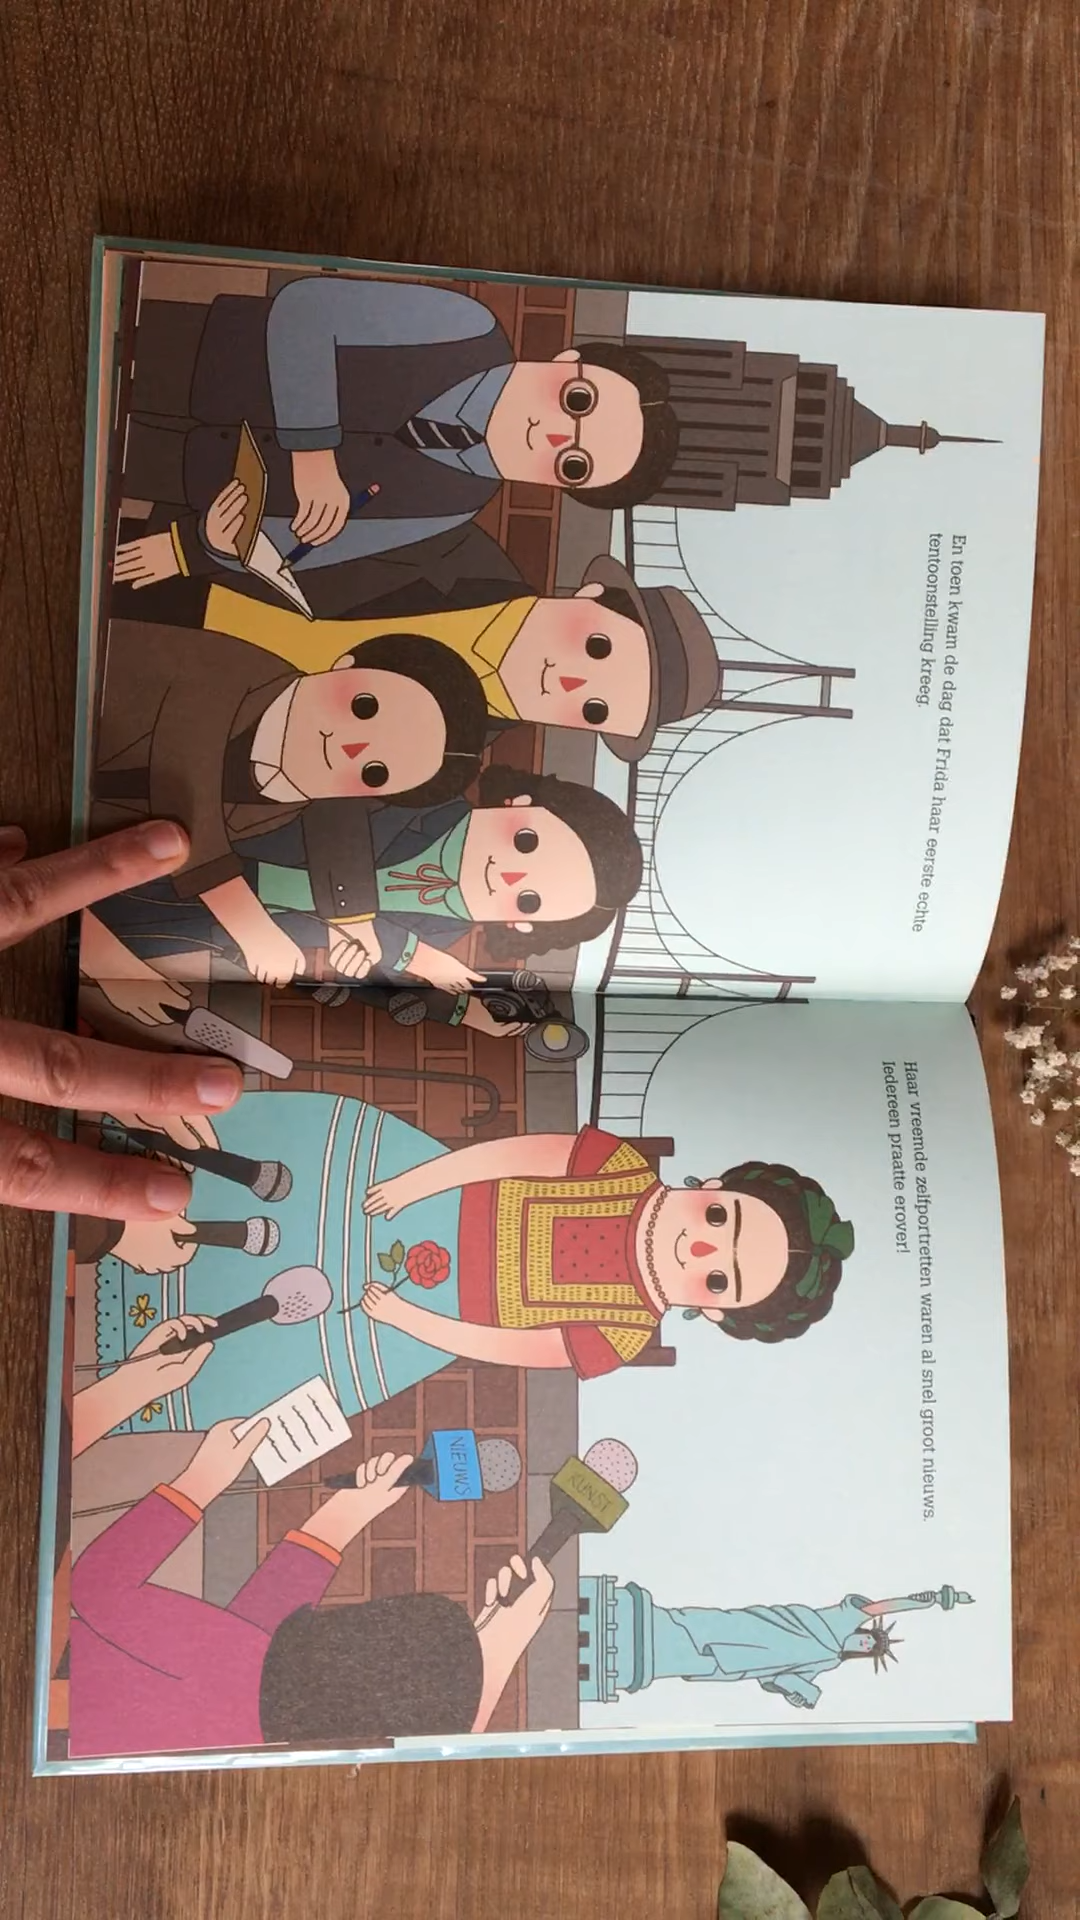 En toen kwam de dag dat Frida haar eerste echte
tentoonstelling kreeg.
Haar vreemde zelfportretten waren al snel groot nieuws.
Iedereen praatte erover!
NIEUWS
KUNST